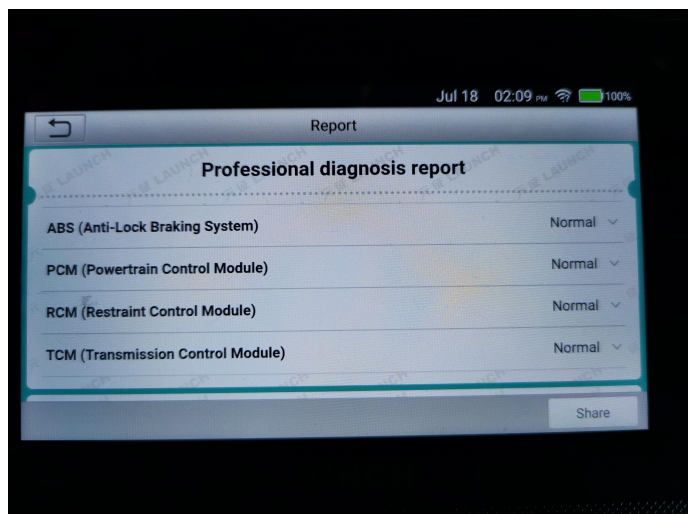 Jul 18 02:09 PM 100%
Report
Professional diagnosis report
ABS (Anti-Lock Braking System) Normal
PCM (Powertrain Control Module) Normal
RCM (Restraint Control Module) Normal
TCM (Transmission Control Module) Normal
Share